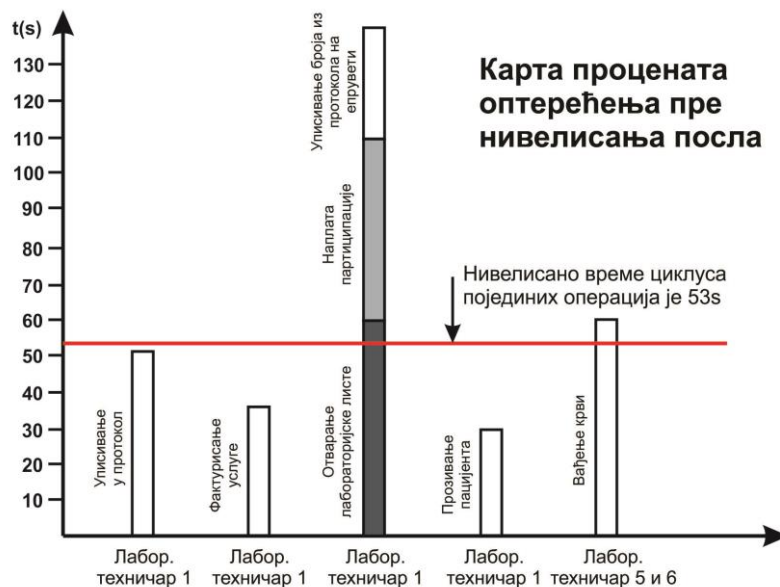 t(s)
Карта процената
оптерећења пре
нивелисања посла
130
120
110
100
90
80
70
60
50
40
30
20
10
Уписивање броја из
протокола на
епрувети
Наплата
партиципације
Отварање
лабораторијске листе
Нивелисано време циклуса
појединих операција је 53s
Уписивање
у протокол
Фактурисање
услуге
Прозивање
пацијента
Вађење крви
Лабор.
техничар 1
Лабор.
техничар 1
Лабор.
техничар 1
Лабор.
техничар 1
Лабор.
техничар 5 и 6